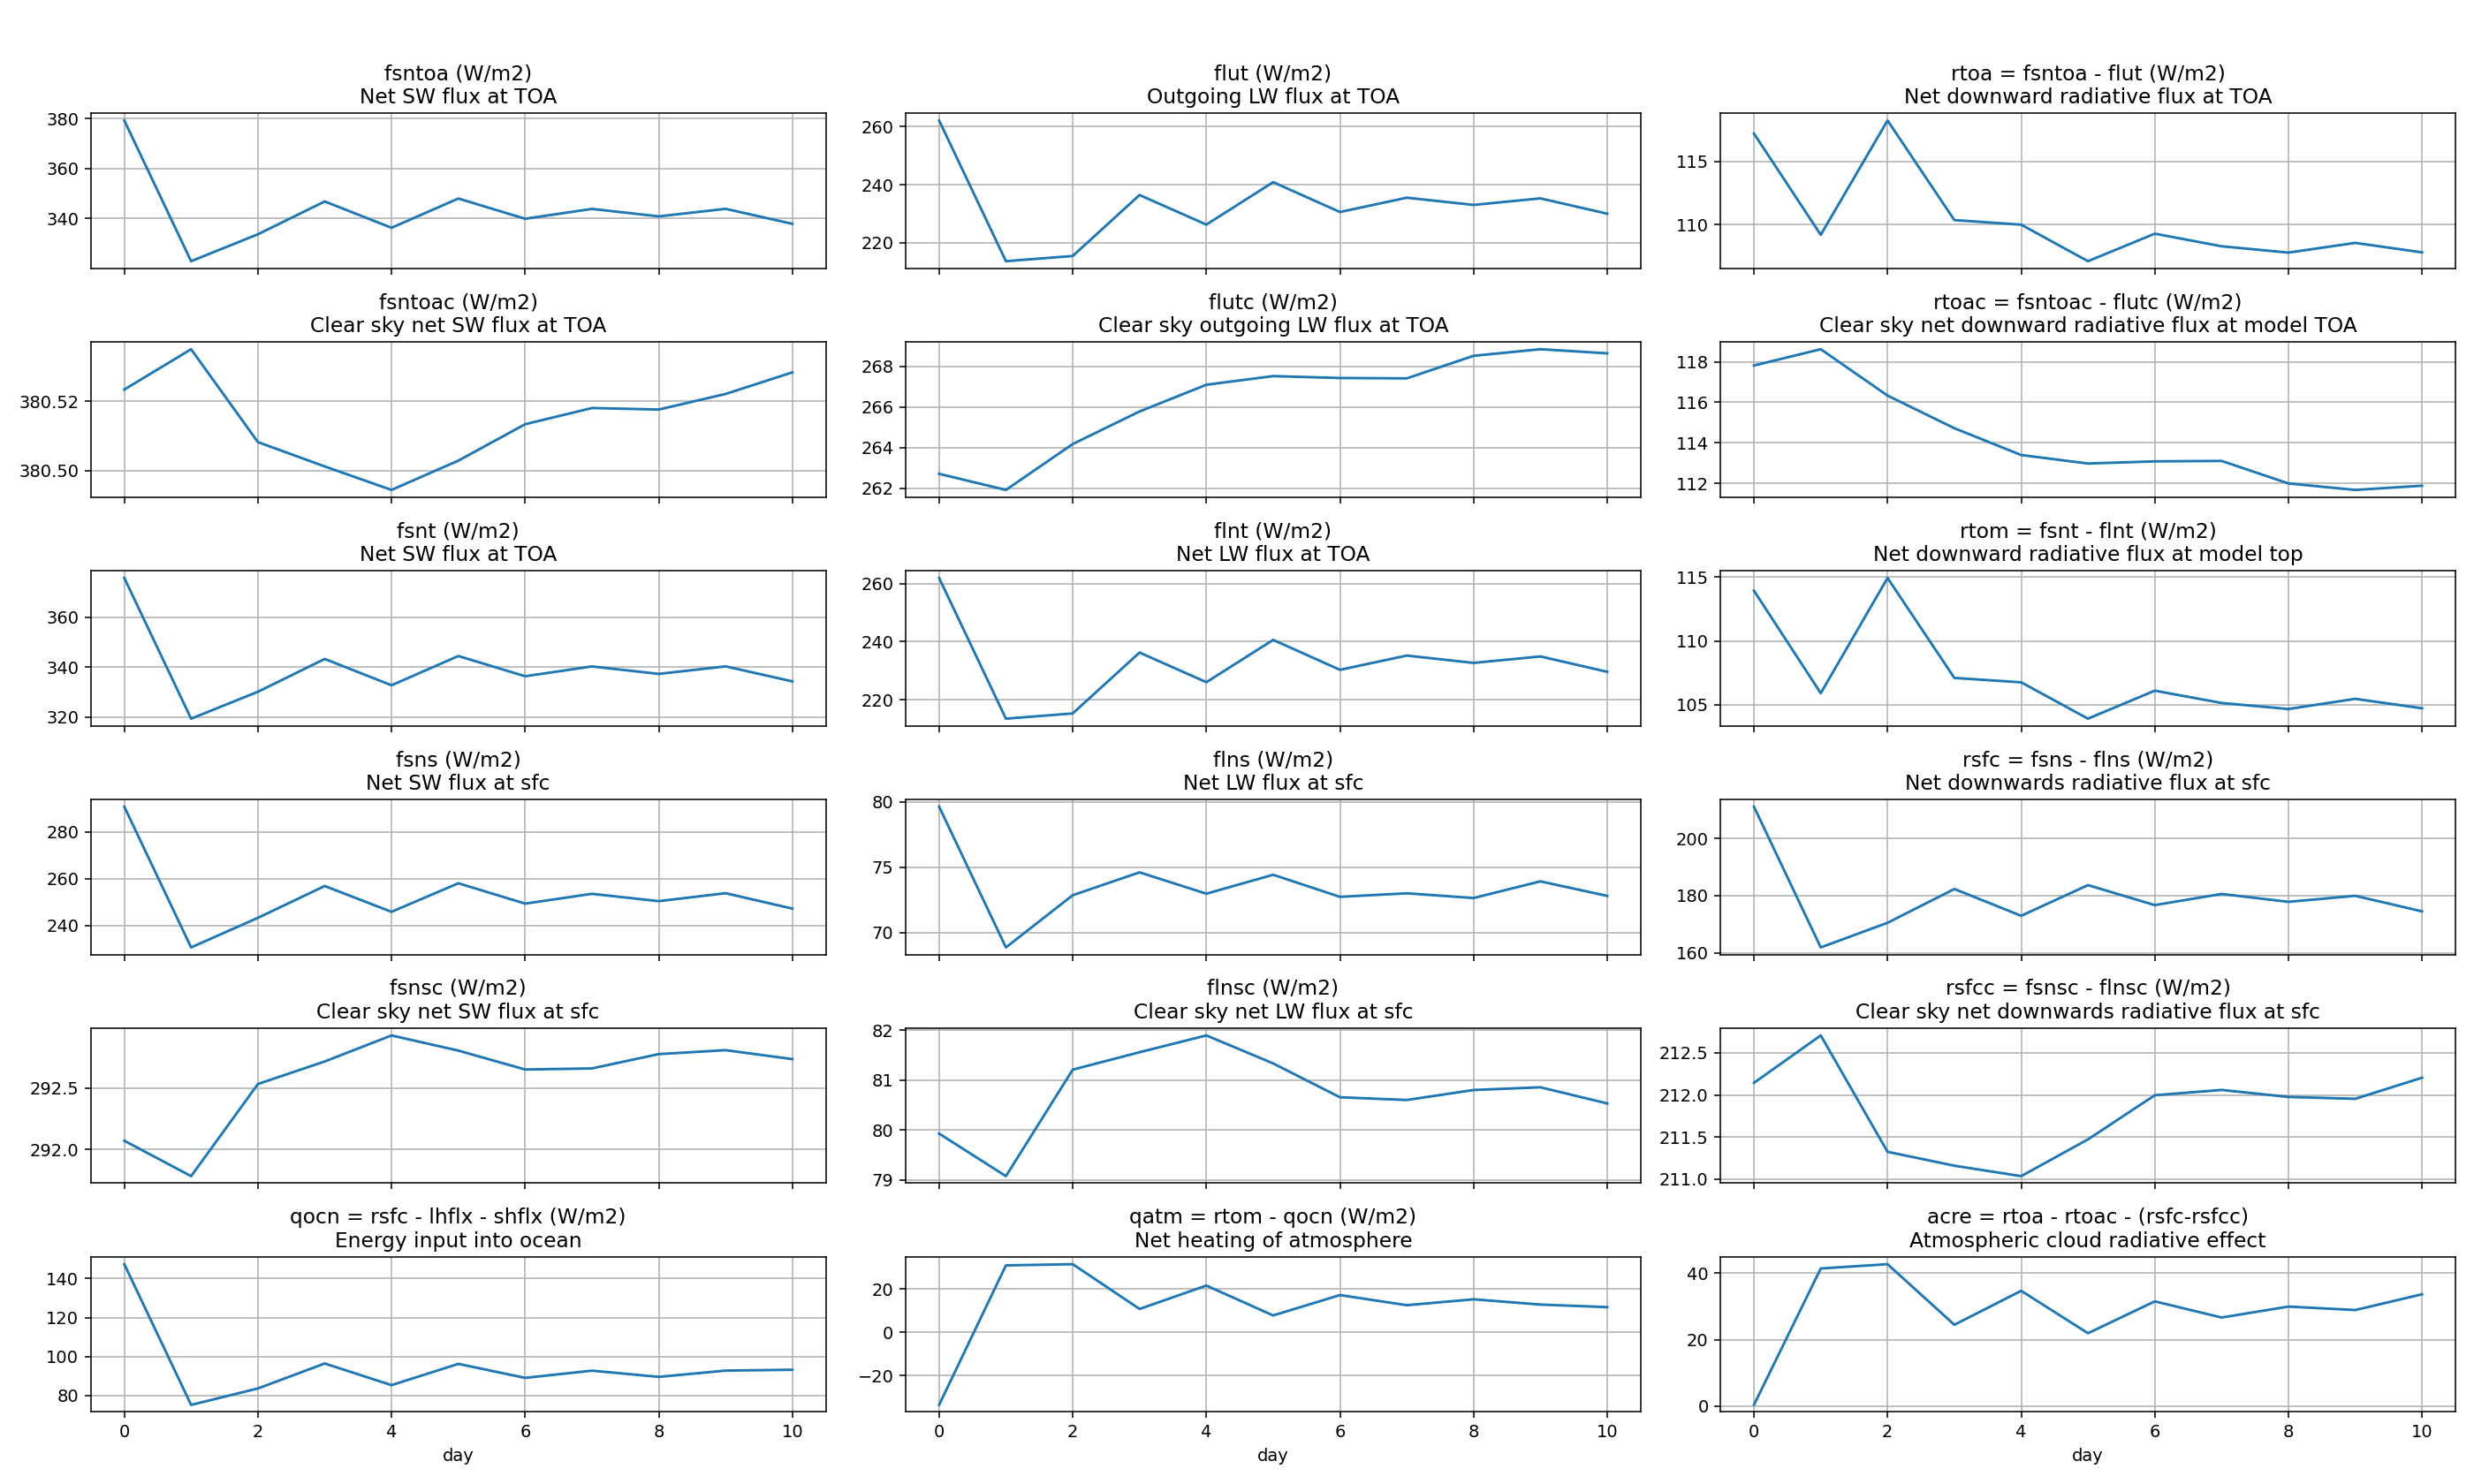 fsntoa (W/m2)
Net SW flux at TOA
380
360
340
flut (W/m2)
Outgoing LW flux at TOA
260
240
220
rtoa = fsntoa - flut (W/m2)
Net downward radiative flux at TOA
115
110
fsntoac (W/m2)
Clear sky net SW flux at TOA
380.52
380.50
flutc (W/m2)
Clear sky outgoing LW flux at TOA
268
266
264
262
rtoac = fsntoac - flutc (W/m2)
Clear sky net downward radiative flux at model TOA
118
116
114
112
fsnt (W/m2)
Net SW flux at TOA
360
340
320
flnt (W/m2)
Net LW flux at TOA
260
240
220
rtom = fsnt - flnt (W/m2)
Net downward radiative flux at model top
115
110
105
fsns (W/m2)
Net SW flux at sfc
280
260
240
flns (W/m2)
Net LW flux at sfc
80
75
70
rsfc = fsns - flns (W/m2)
Net downwards radiative flux at sfc
200
180
160
fsnsc (W/m2)
Clear sky net SW flux at sfc
292.5
292.0
flnsc (W/m2)
Clear sky net LW flux at sfc
82
81
80
79
rsfcc = fsnsc - flnsc (W/m2)
Clear sky net downwards radiative flux at sfc
212.5
212.0
211.5
211.0
qocn = rsfc - lhflx - shflx (W/m2)
Energy input into ocean
140
120
100
80
0 2 4 6 8 10
day
qatm = rtom - qocn (W/m2)
Net heating of atmosphere
20
0
−20
0 2 4 6 8 10
day
acre = rtoa - rtoac - (rsfc-rsfcc)
Atmospheric cloud radiative effect
40
20
0
0 2 4 6 8 10
day